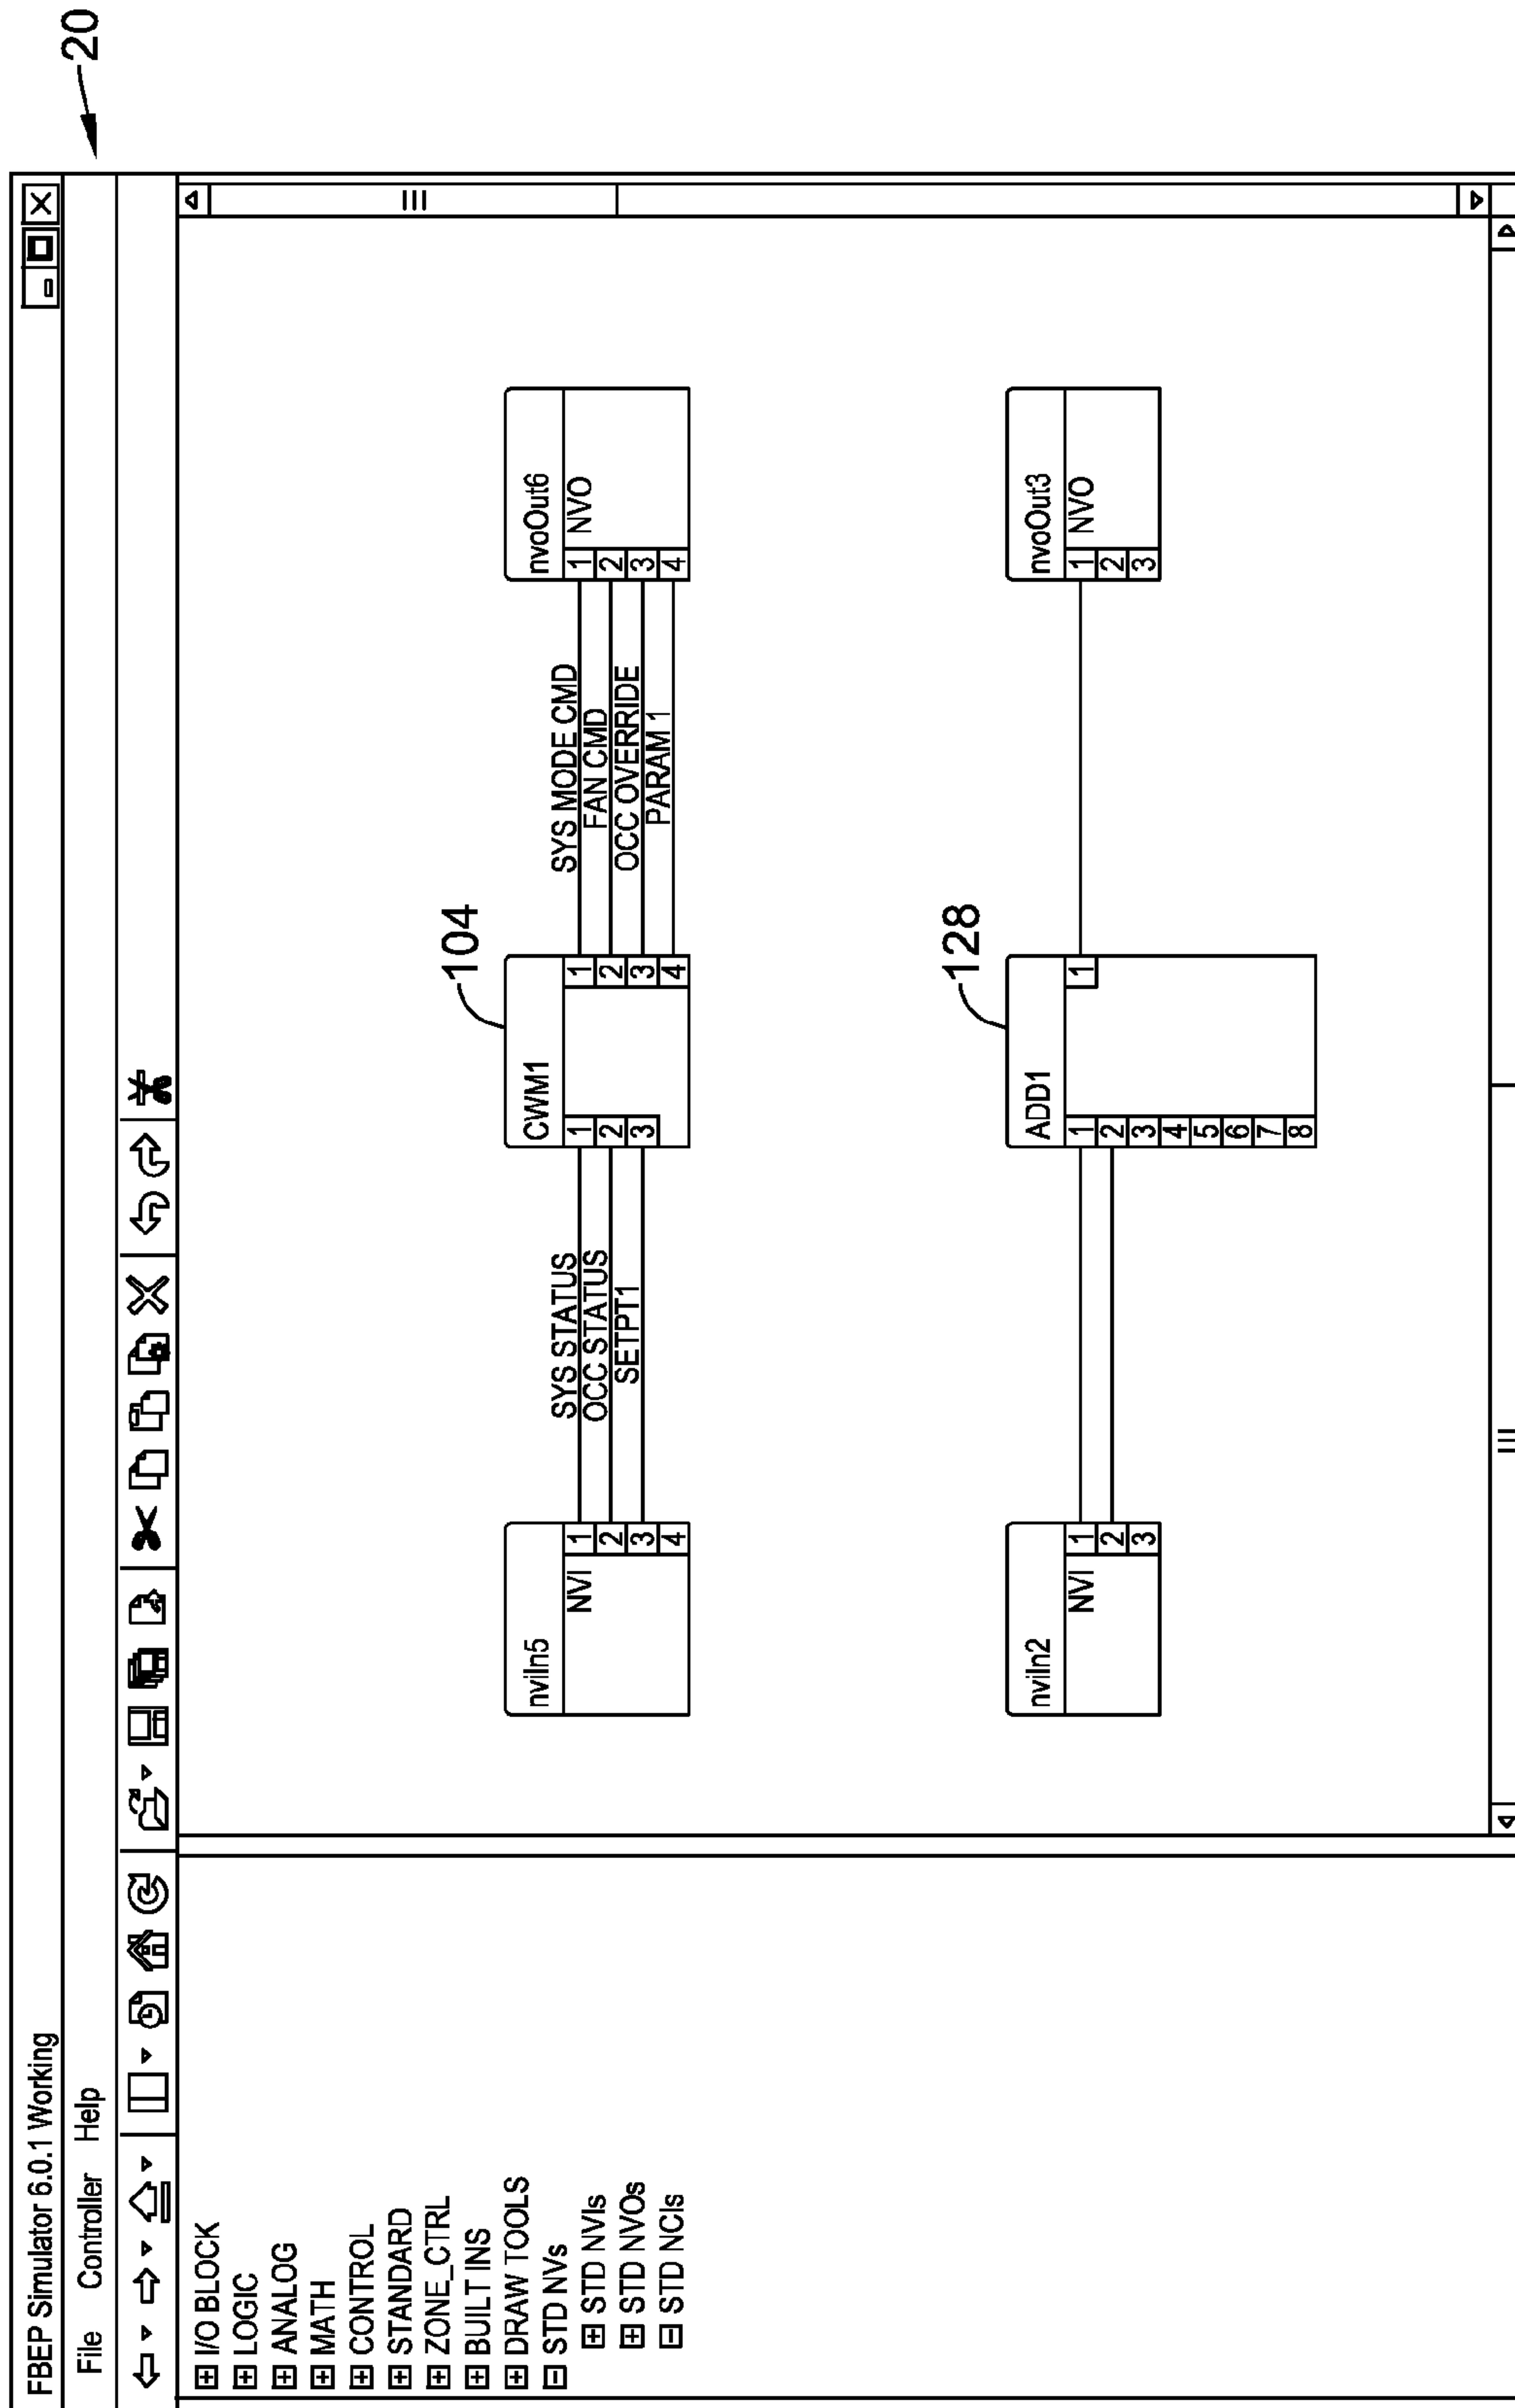 20
FBEP Simulator 6.0.1 Working
File Controller Help
I/O BLOCK
LOGIC
ANALOG
MATH
CONTROL
STANDARD
ZONE_CTRL
BUILT INS
DRAW TOOLS
STD NVs
STD NVIs
STD NVOs
STD NCIs
104
nviIn5
NVI
1
2
3
4
SYS STATUS
OCC STATUS
SETPT1
CWM1
1
2
3
1
2
3
4
SYS MODE CMD
FAN CMD
OCC OVERRIDE
PARAM 1
nvoOut6
1 NVO
2
3
4
128
nviIn2
NVI
1
2
3
ADD1
1
2
3
4
5
6
7
8
1
nvoOut3
1 NVO
2
3